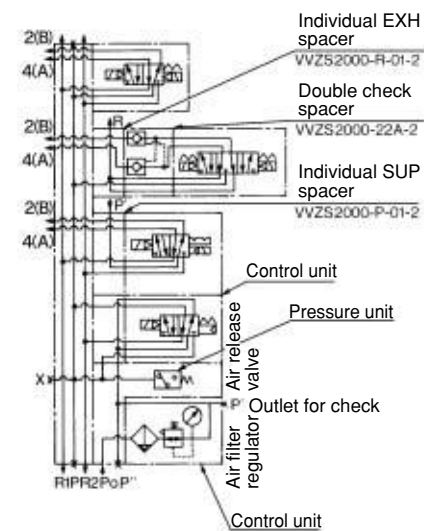 Individual EXH
spacer
VVZS2000-R-01-2
2(B)
4(A)
Double check
spacer
VVZS2000-22A-2
R
2(B)
4(A)
Individual SUP
spacer
VVZS2000-P-01-2
P
2(B)
4(A)
Control unit
Pressure unit
Air release
valve
X
P' Outlet for check
Air filter
regulator
R1PR2PoP"
Control unit